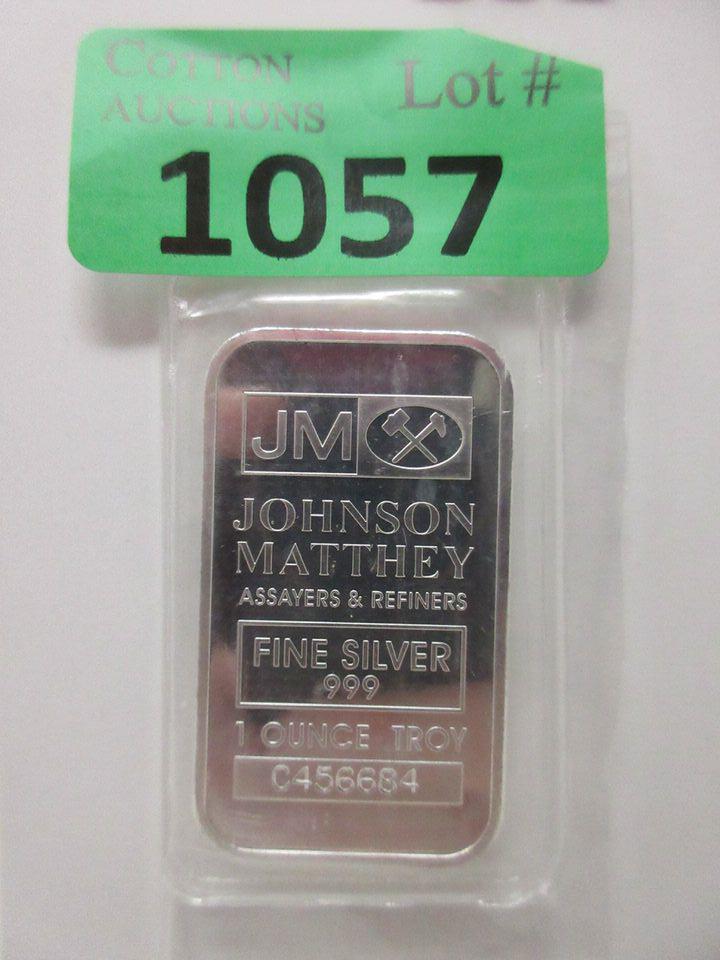 COTTON Lot #
AUCTIONS
1057
JM
JOHNSON
MATTHEY
ASSAYERS & REFINERS
FINE SILVER
999
1 OUNCE TROY
C456684